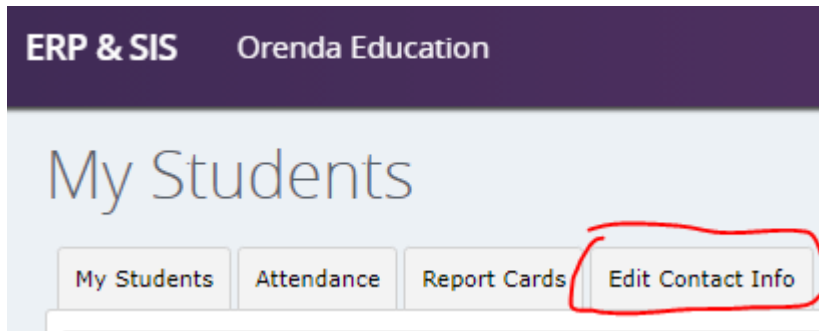 ERP & SIS Orenda Education
My Students
My Students Attendance Report Cards Edit Contact Info